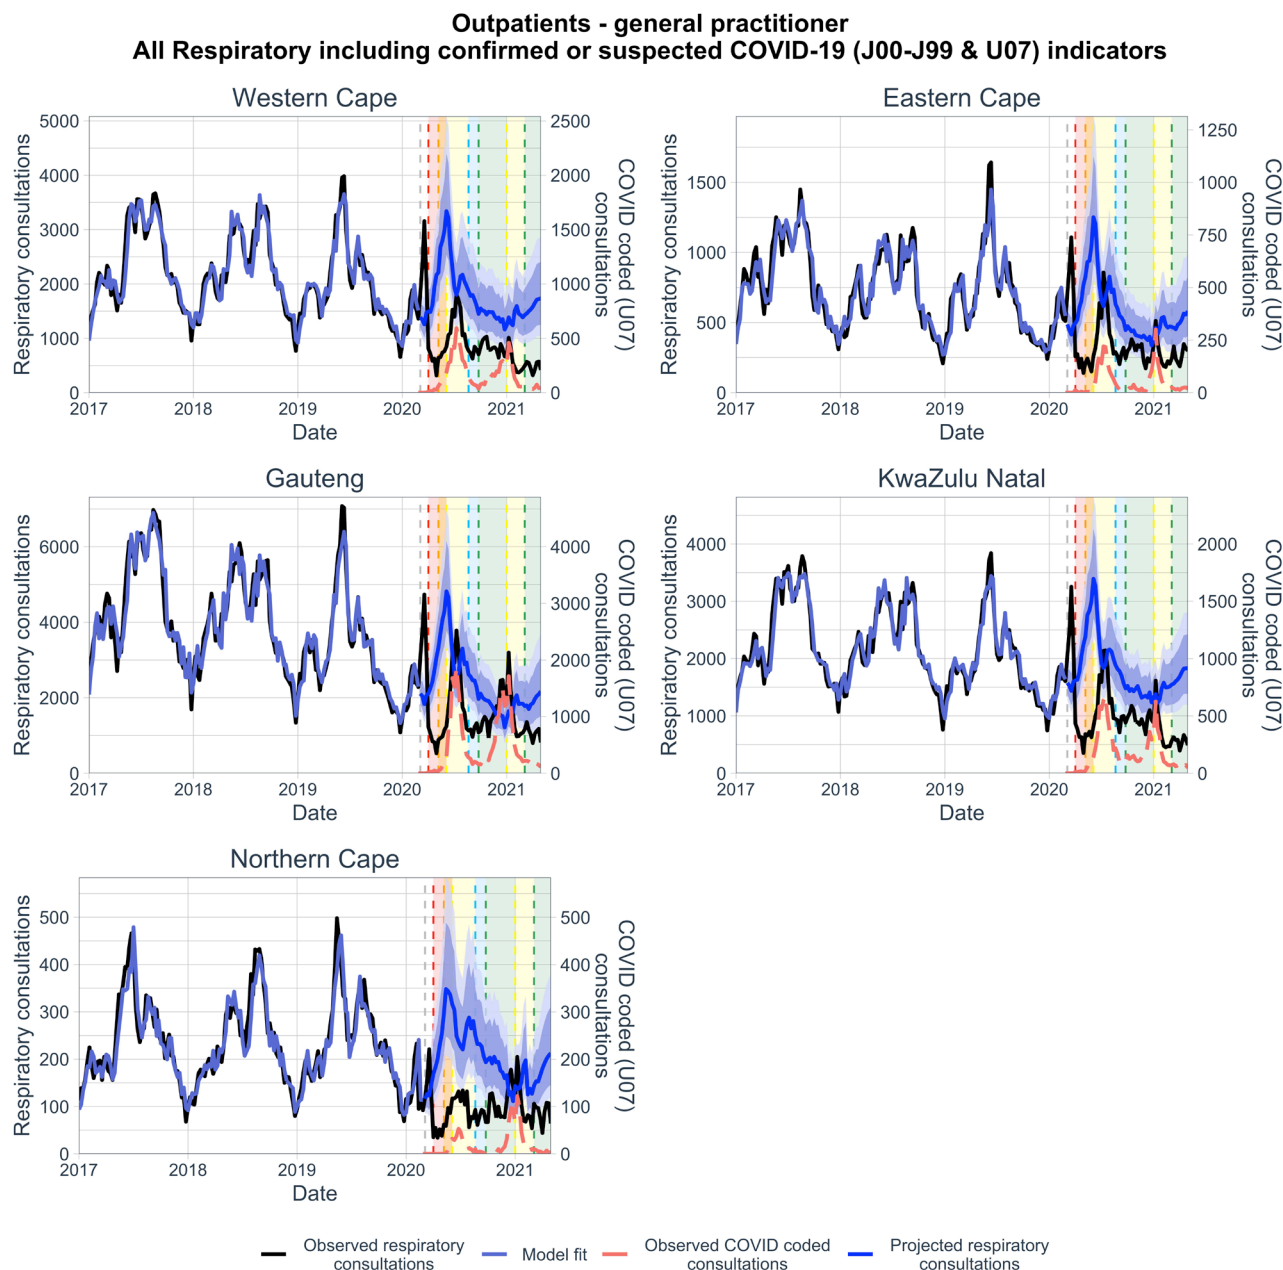 Outpatients - general practitioner
All Respiratory including confirmed or suspected COVID-19 (J00-J99 & U07) indicators
Western Cape
Respiratory consultations
5000
4000
3000
2000
1000
0
2500
2000
1500
1000
500
0
COVID coded (U07)
consultations
2017
2018
2019
2020
2021
Date
Eastern Cape
Respiratory consultations
1500
1000
500
0
1250
1000
750
500
250
0
COVID coded (U07)
consultations
2017
2018
2019
2020
2021
Date
Gauteng
Respiratory consultations
6000
4000
2000
0
4000
3000
2000
1000
0
COVID coded (U07)
consultations
2017
2018
2019
2020
2021
Date
KwaZulu Natal
Respiratory consultations
4000
3000
2000
1000
0
2000
1500
1000
500
0
COVID coded (U07)
consultations
2017
2018
2019
2020
2021
Date
Northern Cape
Respiratory consultations
500
400
300
200
100
0
500
400
300
200
100
0
COVID coded (U07)
consultations
2017
2018
2019
2020
2021
Date
Observed respiratory
consultations
Model fit
Observed COVID coded
consultations
Projected respiratory
consultations